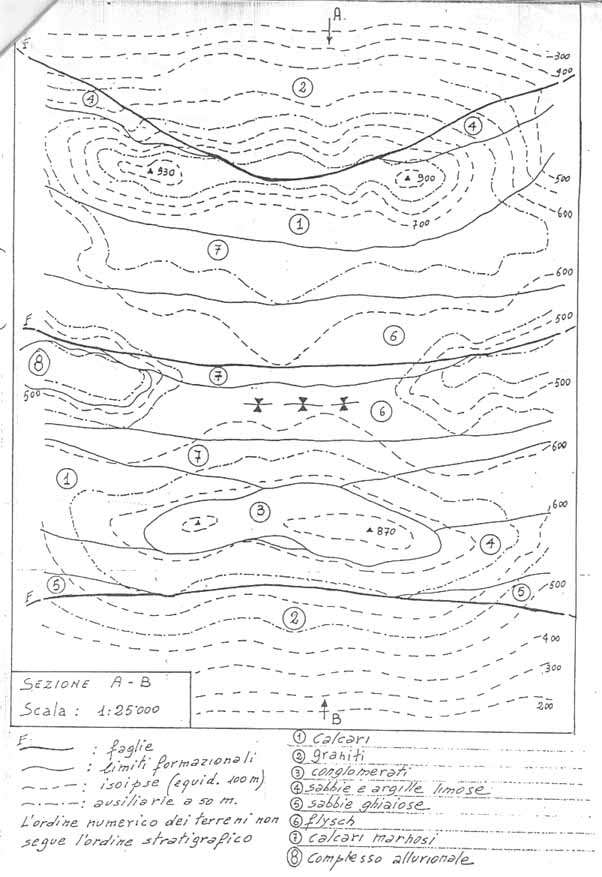 A
F
300
400
2
4
4
930
900
500
1
700
600
7
600
F
500
6
8
7
500
500
6
7
600
1
3
600
870
4
5
500
5
F
2
400
300
200
B
SEZIONE A-B
Scala: 1:25'000
F
: faglie
: limiti formazionali
: isoipse (equid. 100m)
: ausiliarie a 50 m.
L'ordine numerico dei terreni non
segue l'ordine stratigrafico
1 Calcari
2 graniti
3 conglomerati
4 sabbie e argille limose
5 sabbie ghiaiose
6 flysch
7 calcari marnosi
8 Complesso alluvionale